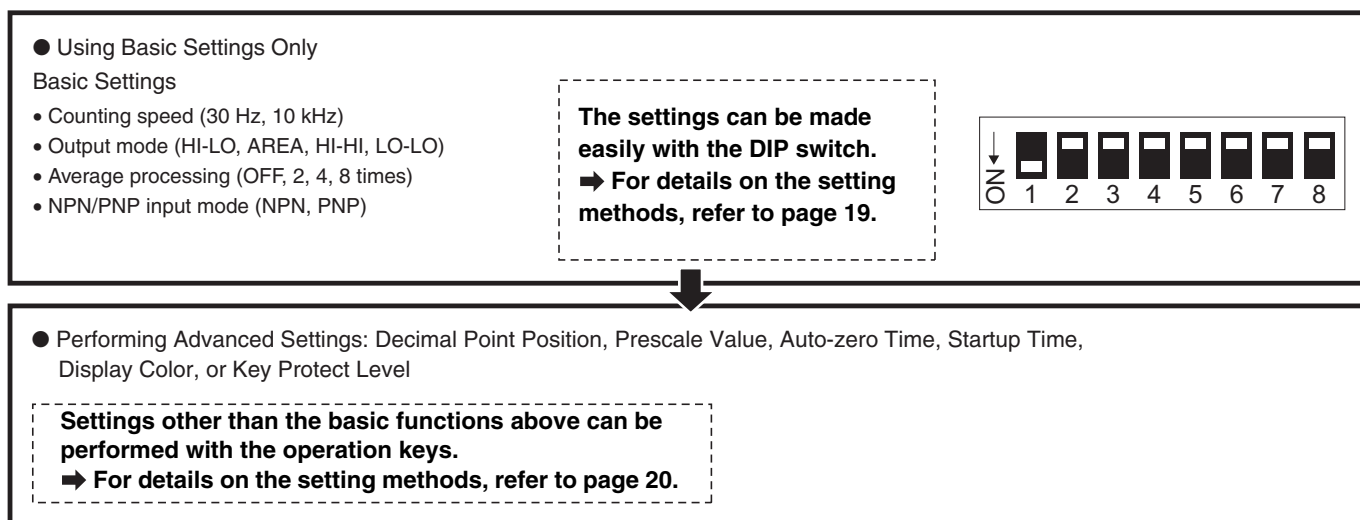 ● Using Basic Settings Only
Basic Settings
• Counting speed (30 Hz, 10 kHz)
• Output mode (HI-LO, AREA, HI-HI, LO-LO)
• Average processing (OFF, 2, 4, 8 times)
• NPN/PNP input mode (NPN, PNP)
The settings can be made
easily with the DIP switch.
➡ For details on the setting
methods, refer to page 19.
ON 1 2 3 4 5 6 7 8
● Performing Advanced Settings: Decimal Point Position, Prescale Value, Auto-zero Time, Startup Time,
Display Color, or Key Protect Level
Settings other than the basic functions above can be
performed with the operation keys.
➡ For details on the setting methods, refer to page 20.